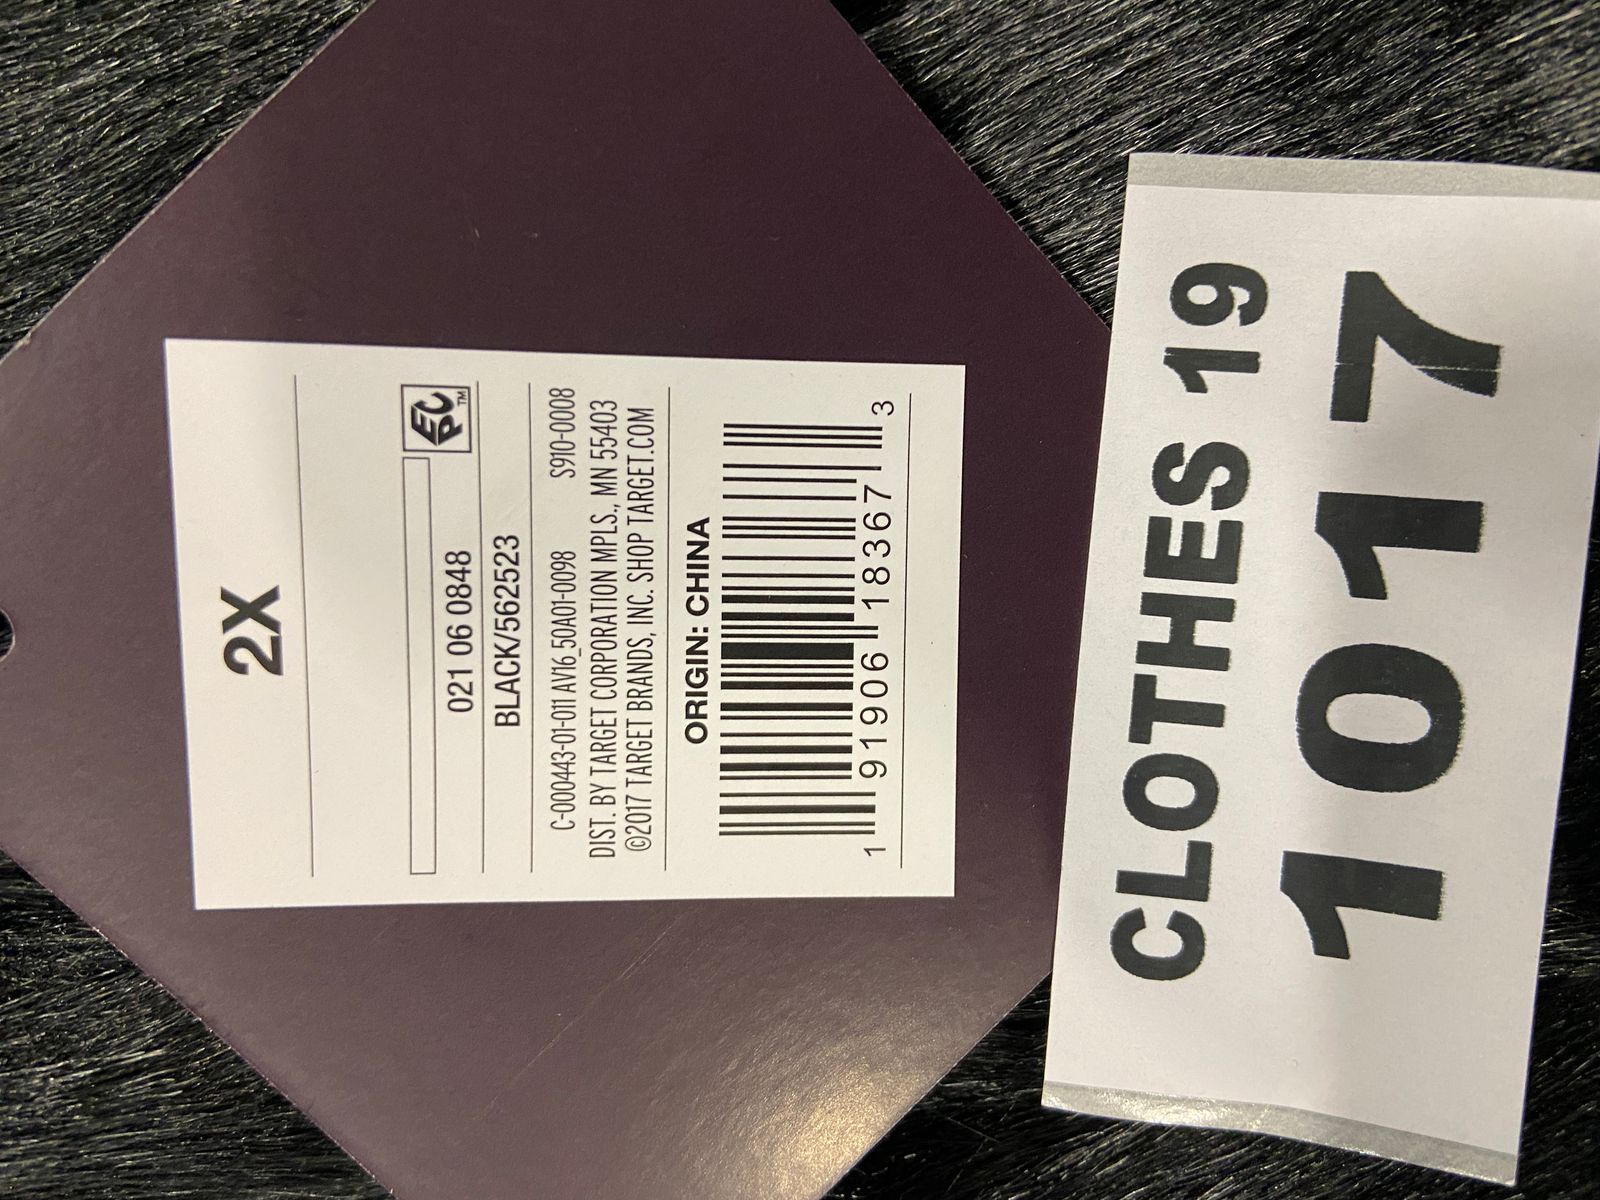 2X
EPC™
021 06 0848
BLACK/562523
C-000443-01-011 AV16_50A01-0098 S910-0008
DIST. BY TARGET CORPORATION MPLS., MN 55403
©2017 TARGET BRANDS, INC. SHOP TARGET.COM
ORIGIN: CHINA
1 91906 18367 3
CLOTHES 19
1017